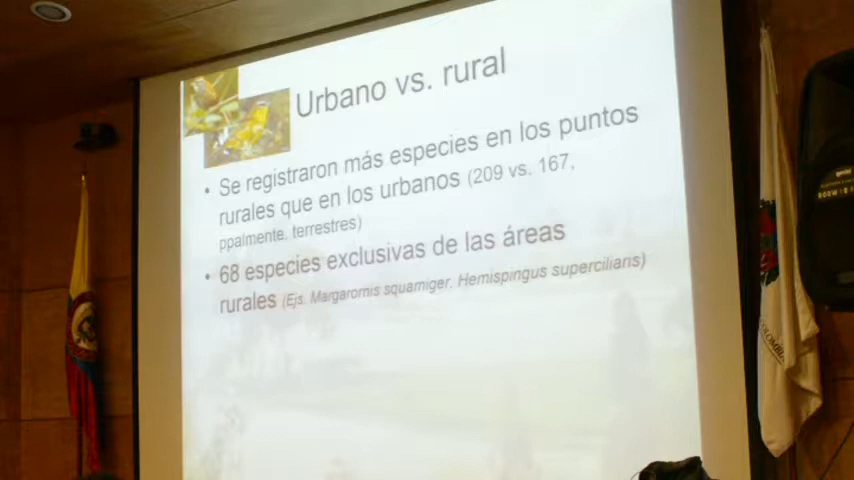 Urbano vs. rural
• Se registraron más especies en los puntos
rurales que en los urbanos (209 vs. 167,
ppalmente, terrestres)
• 68 especies exclusivas de las áreas
rurales (Ejs. Margaromis squamiger, Hemispingus superciliaris)